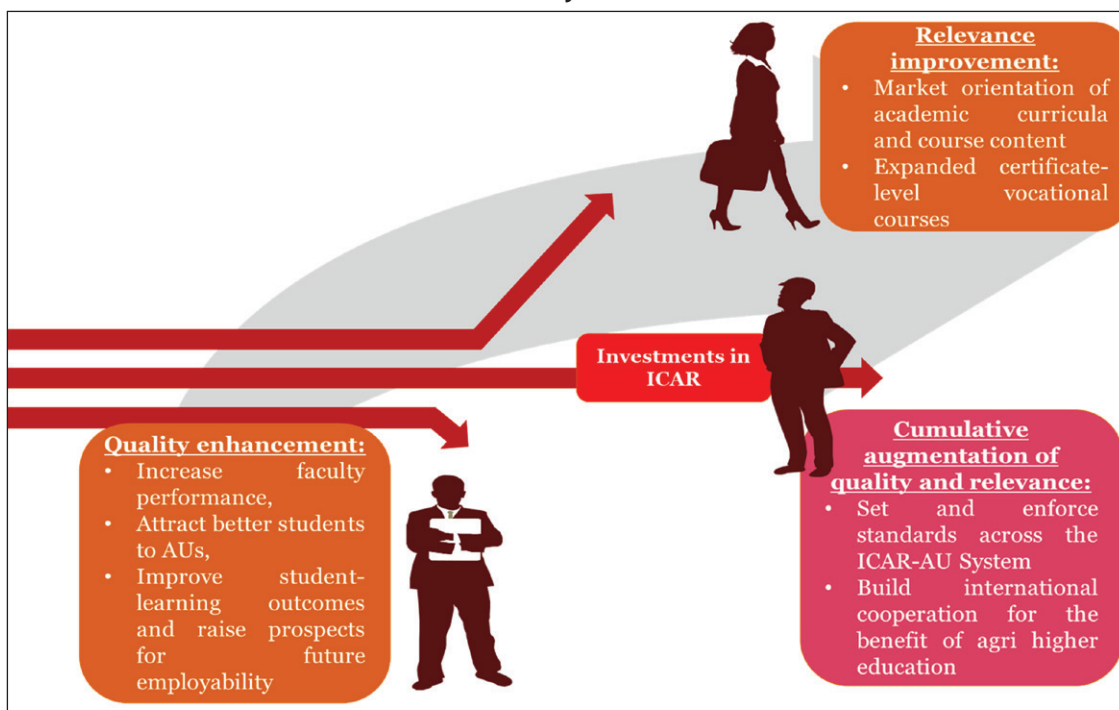 Relevance
improvement:
• Market orientation of
academic curricula
and course content
• Expanded certificate-
level vocational
courses
Investments in
ICAR
Quality enhancement:
• Increase faculty
performance,
• Attract better students
to AUs,
• Improve student-
learning outcomes
and raise prospects
for future
employability
Cumulative
augmentation of
quality and relevance:
• Set and enforce
standards across the
ICAR-AU System
• Build international
cooperation for the
benefit of agri higher
education